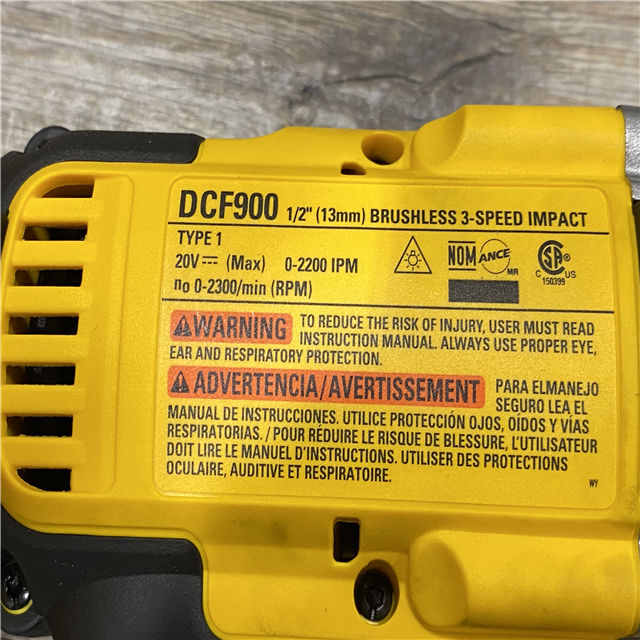 DCF900 1/2" (13mm) BRUSHLESS 3-SPEED IMPACT
TYPE 1
20V ⎓ (Max) 0-2200 IPM
no 0-2300/min (RPM)
NOM ANCE MR
SA C US 150399
WARNING TO REDUCE THE RISK OF INJURY, USER MUST READ
INSTRUCTION MANUAL. ALWAYS USE PROPER EYE,
EAR AND RESPIRATORY PROTECTION.
ADVERTENCIA/AVERTISSEMENT PARA ELMANEJO
SEGURO LEA EL
MANUAL DE INSTRUCCIONES. UTILICE PROTECCIÓN OJOS, OÍDOS Y VÍAS
RESPIRATORIAS. / POUR RÉDUIRE LE RISQUE DE BLESSURE, L'UTILISATEUR
DOIT LIRE LE MANUEL D'INSTRUCTIONS. UTILISER DES PROTECTIONS
OCULAIRE, AUDITIVE ET RESPIRATOIRE.
WY